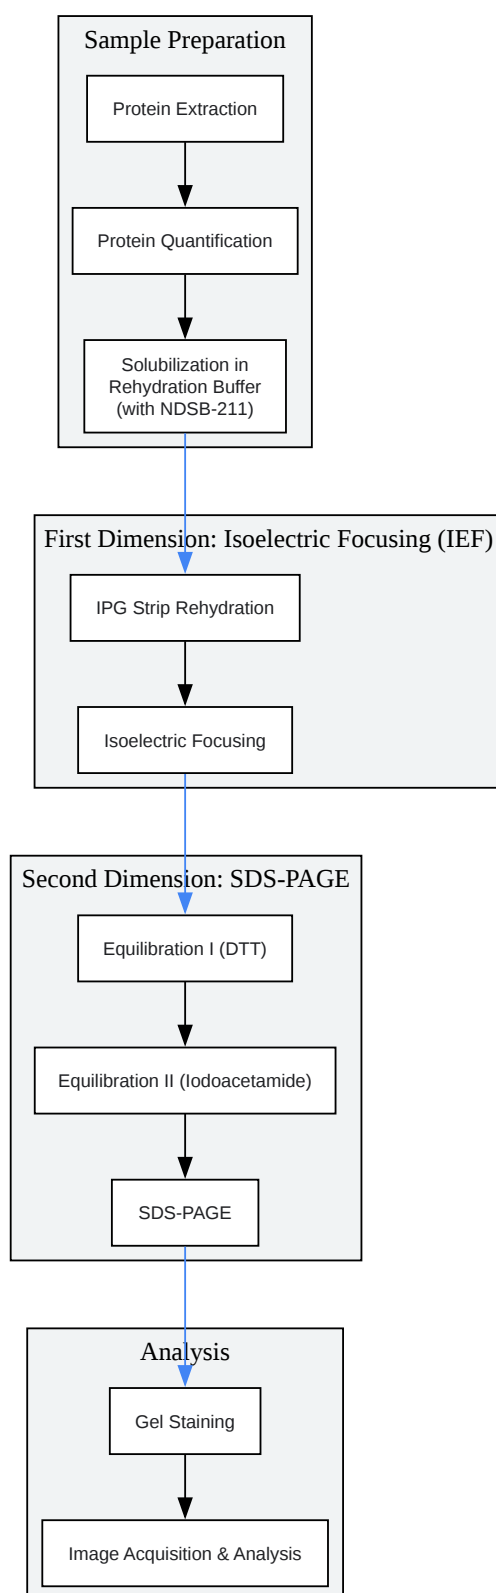 Sample Preparation
Protein Extraction
Protein Quantification
Solubilization in
Rehydration Buffer
(with NDSB-211)
First Dimension: Isoelectric Focusing (IEF)
IPG Strip Rehydration
Isoelectric Focusing
Second Dimension: SDS-PAGE
Equilibration I (DTT)
Equilibration II (Iodoacetamide)
SDS-PAGE
Analysis
Gel Staining
Image Acquisition & Analysis